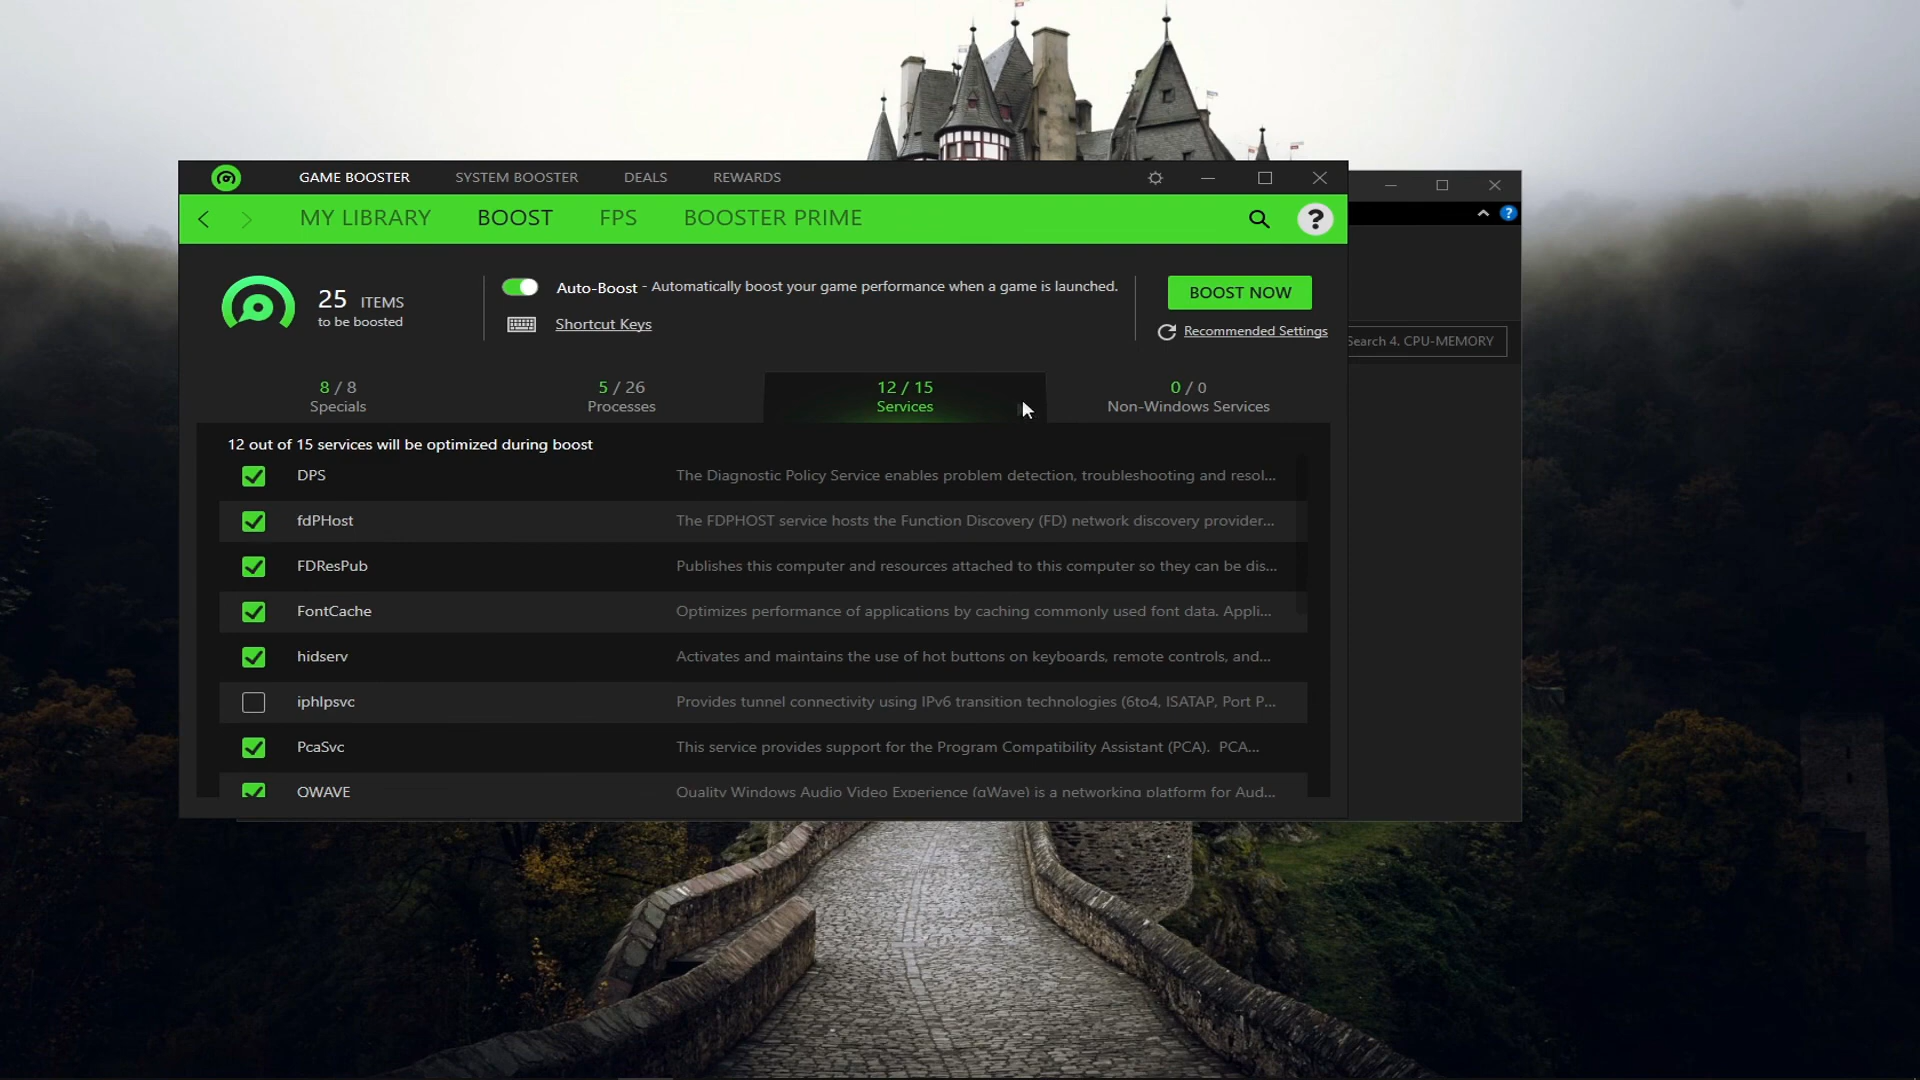 GAME BOOSTER SYSTEM BOOSTER DEALS REWARDS
MY LIBRARY BOOST FPS BOOSTER PRIME ? ?
25 ITEMS
to be boosted
Auto-Boost - Automatically boost your game performance when a game is launched.
Shortcut Keys
BOOST NOW
Recommended Settings
Search 4. CPU-MEMORY
8 / 8
Specials
5 / 26
Processes
12 / 15
Services
0 / 0
Non-Windows Services
12 out of 15 services will be optimized during boost
DPS The Diagnostic Policy Service enables problem detection, troubleshooting and resol...
fdPHost The FDPHOST service hosts the Function Discovery (FD) network discovery provider...
FDResPub Publishes this computer and resources attached to this computer so they can be dis...
FontCache Optimizes performance of applications by caching commonly used font data. Appli...
hidserv Activates and maintains the use of hot buttons on keyboards, remote controls, and...
iphlpsvc Provides tunnel connectivity using IPv6 transition technologies (6to4, ISATAP, Port P...
PcaSvc This service provides support for the Program Compatibility Assistant (PCA). PCA...
QWAVE Quality Windows Audio Video Experience (qWave) is a networking platform for Aud...